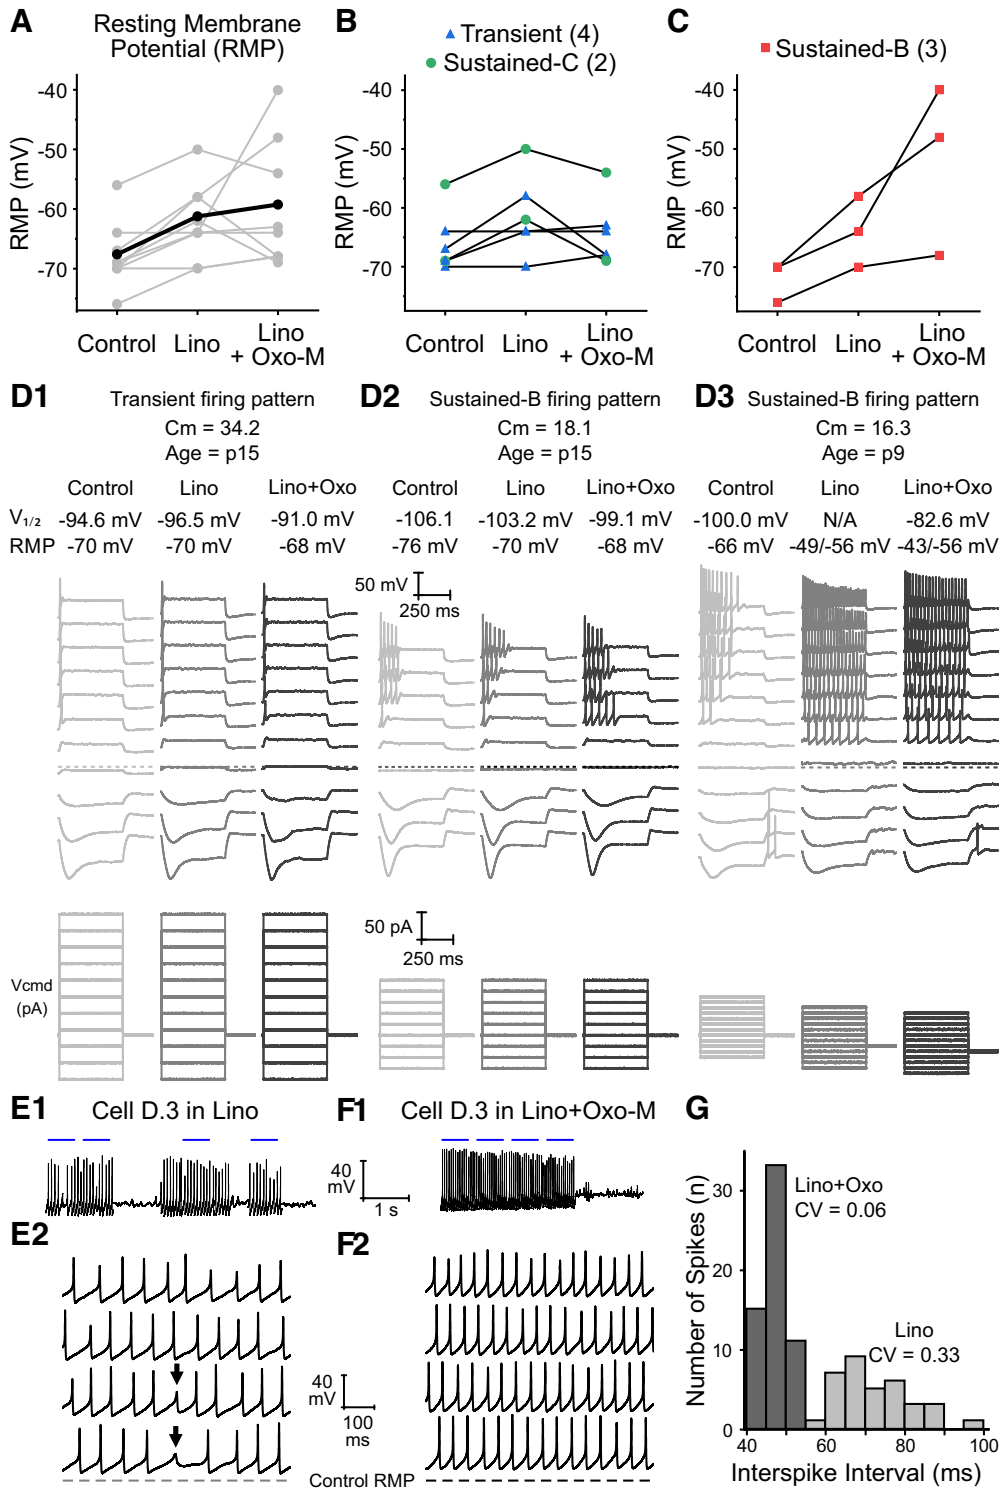 A
Resting Membrane
Potential (RMP)
RMP (mV)
-40
-50
-60
-70
Control
Lino
Lino
+ Oxo-M
B
Transient (4)
Sustained-C (2)
RMP (mV)
-40
-50
-60
-70
Control
Lino
Lino
+ Oxo-M
C
Sustained-B (3)
RMP (mV)
-40
-50
-60
-70
Control
Lino
Lino
+ Oxo-M
D1
Transient firing pattern
Cm = 34.2
Age = p15
Control Lino Lino+Oxo
V1/2 -94.6 mV -96.5 mV -91.0 mV
RMP -70 mV -70 mV -68 mV
D2
Sustained-B firing pattern
Cm = 18.1
Age = p15
Control Lino Lino+Oxo
-106.1 -103.2 mV -99.1 mV
-76 mV -70 mV -68 mV
50 mV
250 ms
D3
Sustained-B firing pattern
Cm = 16.3
Age = p9
Control Lino Lino+Oxo
-100.0 mV N/A -82.6 mV
-66 mV -49/-56 mV -43/-56 mV
Vcmd
(pA)
50 pA
250 ms
E1
Cell D.3 in Lino
40
mV
1 s
F1
Cell D.3 in Lino+Oxo-M
E2
40
mV
100
ms
F2
Control RMP
G
Number of Spikes (n)
30
20
10
0
Lino+Oxo
CV = 0.06
Lino
CV = 0.33
40 60 80 100
Interspike Interval (ms)